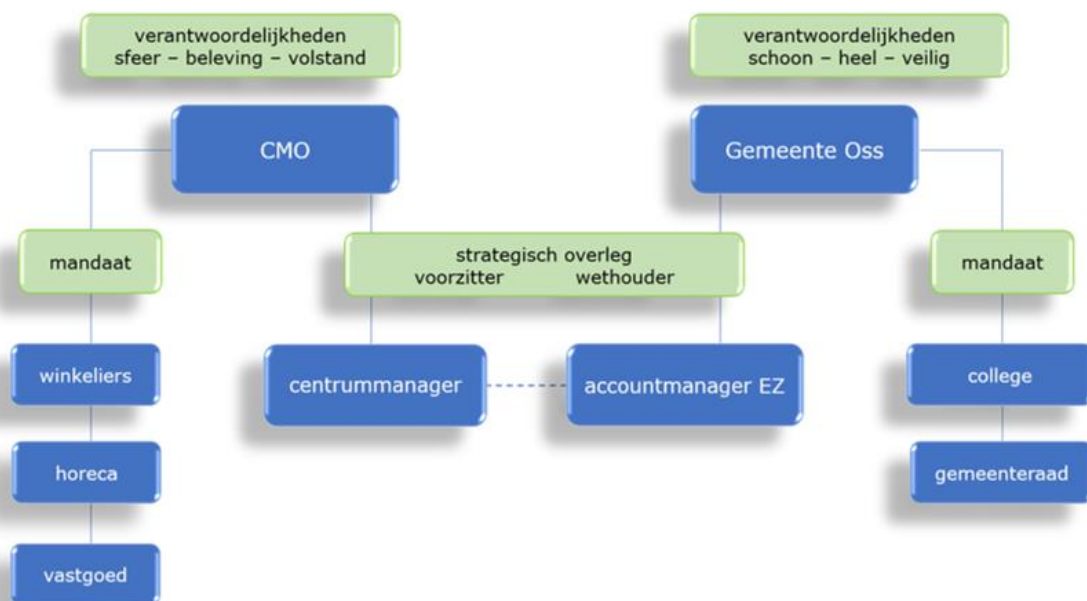 verantwoordelijkheden
sfeer – beleving – volstand
verantwoordelijkheden
schoon – heel – veilig
CMO
Gemeente Oss
mandaat
strategisch overleg
voorzitter wethouder
mandaat
winkeliers
centrummanager
accountmanager EZ
college
horeca
gemeenteraad
vastgoed